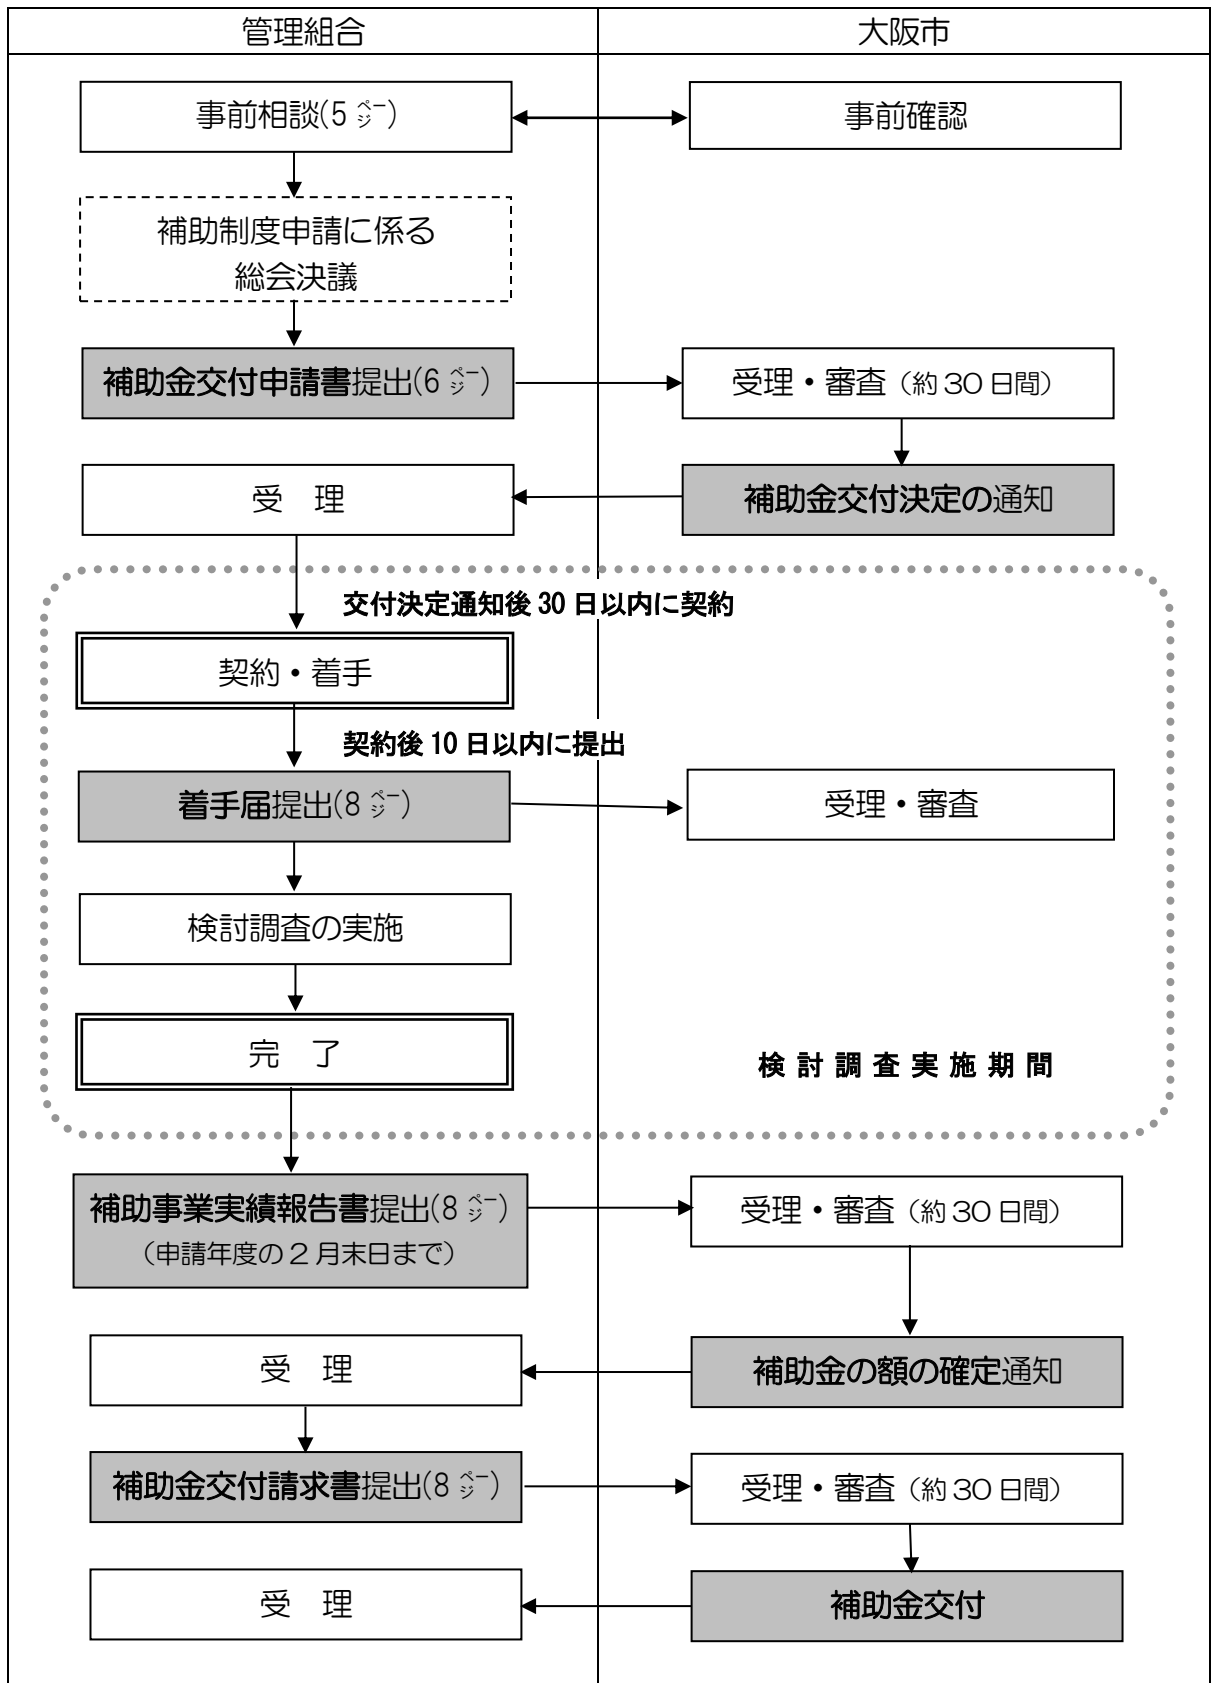 管理組合
大阪市
事前相談(5ページ)
事前確認
補助制度申請に係る
総会決議
補助金交付申請書提出(6ページ)
受理・審査（約30日間）
受　理
補助金交付決定の通知
交付決定通知後30日以内に契約
契約・着手
契約後10日以内に提出
着手届提出(8ページ)
受理・審査
検討調査の実施
完　了
検討調査実施期間
補助事業実績報告書提出(8ページ)
（申請年度の2月末日まで）
受理・審査（約30日間）
受　理
補助金の額の確定通知
補助金交付請求書提出(8ページ)
受理・審査（約30日間）
受　理
補助金交付